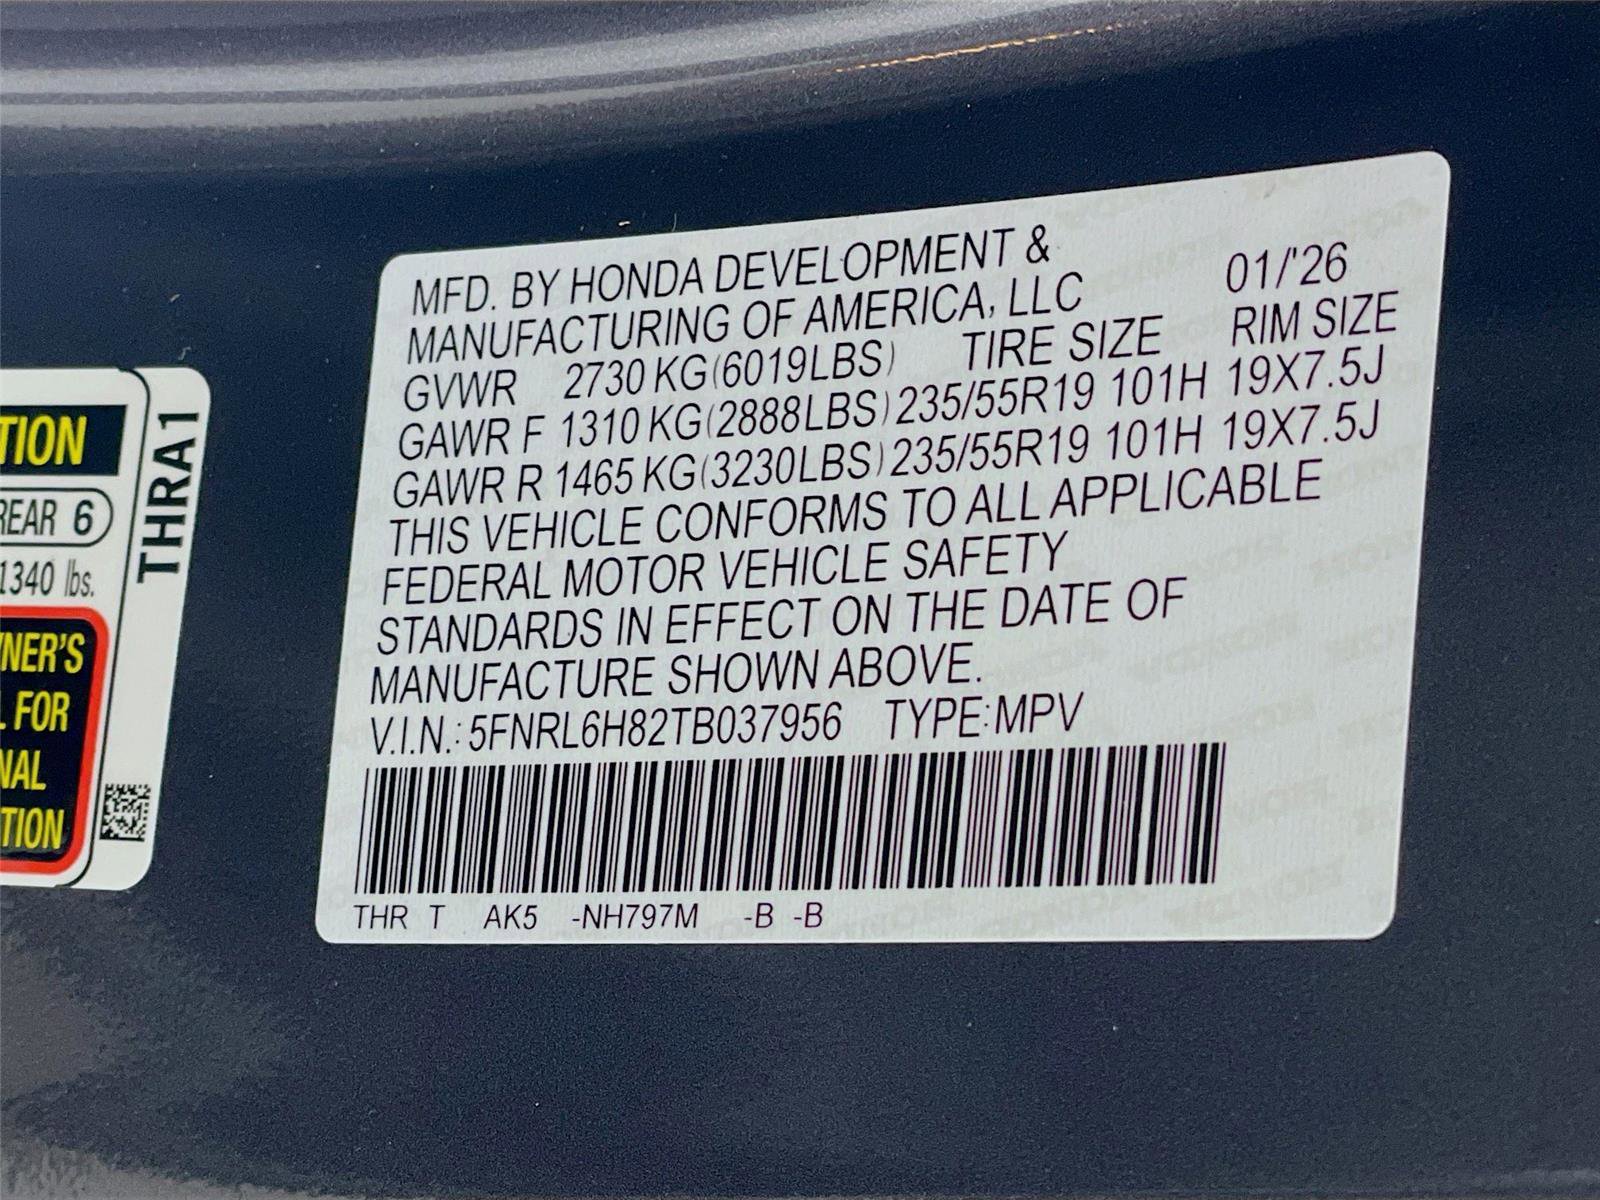 MFD. BY HONDA DEVELOPMENT &
MANUFACTURING OF AMERICA, LLC 01/'26
GVWR 2730 KG(6019LBS) TIRE SIZE RIM SIZE
GAWR F 1310 KG(2888LBS) 235/55R19 101H 19X7.5J
GAWR R 1465 KG(3230LBS) 235/55R19 101H 19X7.5J
THIS VEHICLE CONFORMS TO ALL APPLICABLE
FEDERAL MOTOR VEHICLE SAFETY
STANDARDS IN EFFECT ON THE DATE OF
MANUFACTURE SHOWN ABOVE.
V.I.N.: 5FNRL6H82TB037956 TYPE:MPV
THR T AK5 -NH797M -B -B
TION
REAR 6
1340 lbs.
NER'S
L FOR
NAL
TION
THRA1